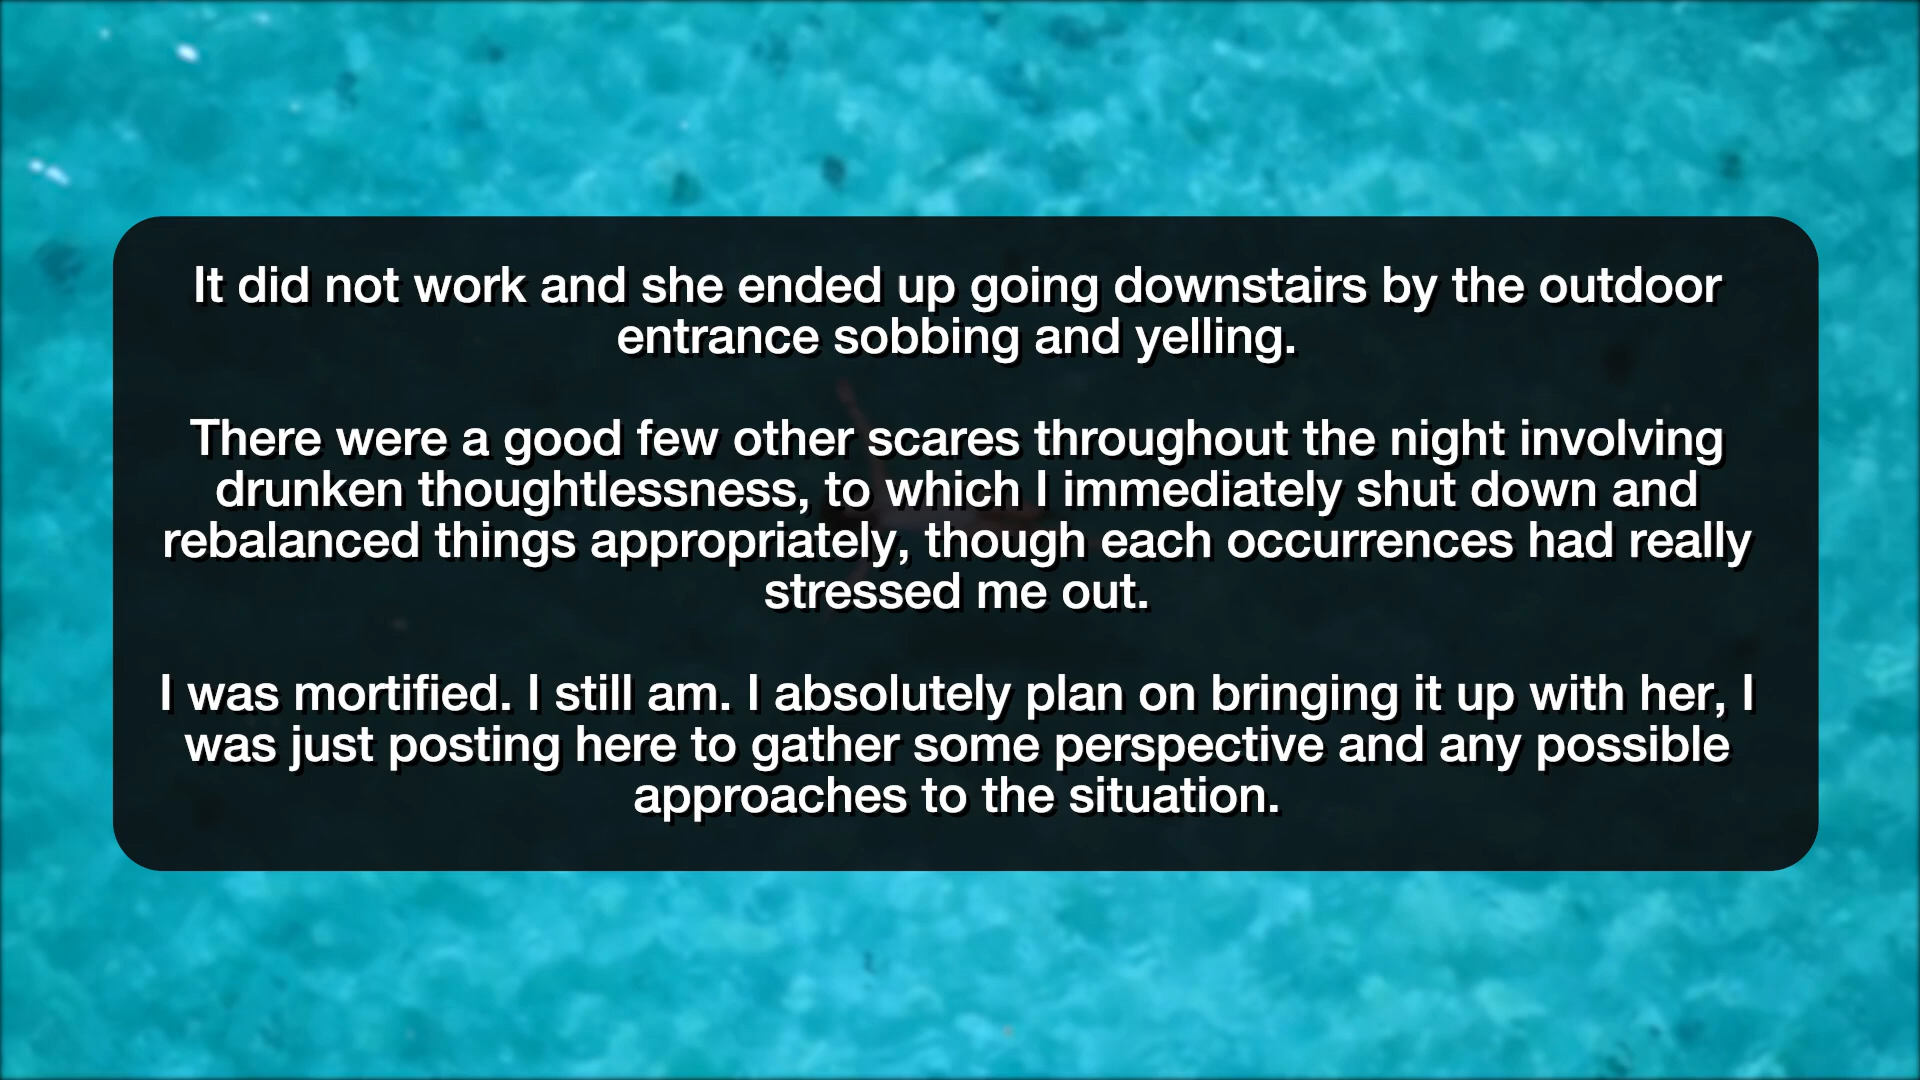 It did not work and she ended up going downstairs by the outdoor
entrance sobbing and yelling.
There were a good few other scares throughout the night involving
drunken thoughtlessness, to which I immediately shut down and
rebalanced things appropriately, though each occurrences had really
stressed me out.
I was mortified. I still am. I absolutely plan on bringing it up with her, I
was just posting here to gather some perspective and any possible
approaches to the situation.